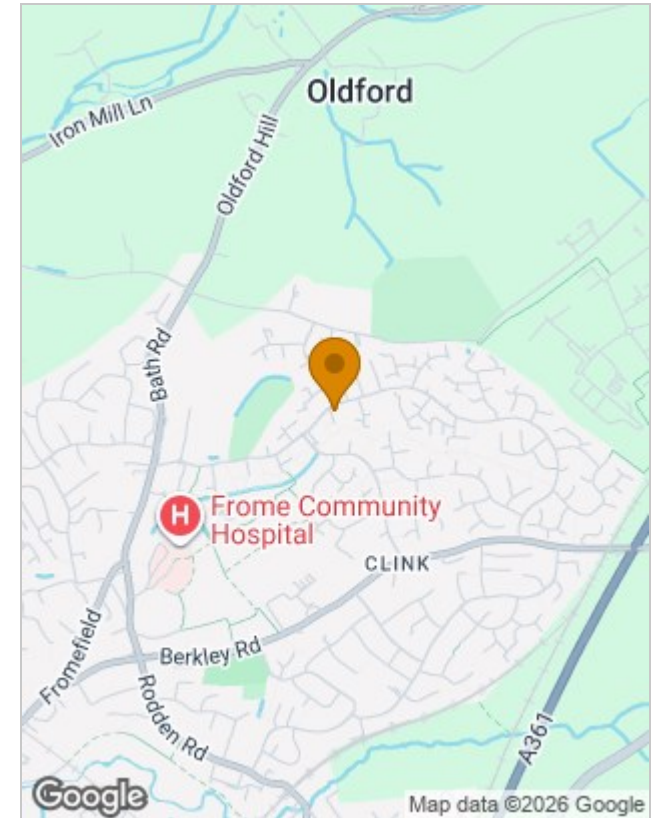 Oldford
Iron Mill Ln
Oldford Hill
Bath Rd
H
Frome Community
Hospital
CLINK
Fromefield
Berkley Rd
Rodden Rd
A361
Google
Map data ©2026 Google